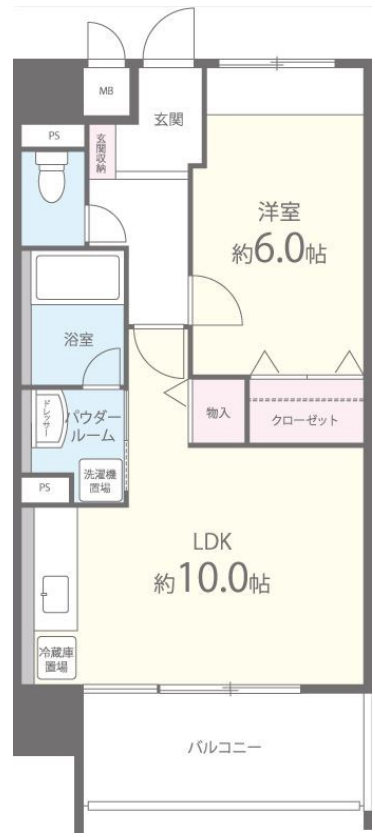 MB
玄関
PS
玄関収納
洋室
約6.0帖
浴室
ドレッサー
パウダー
ルーム
物入
クローゼット
洗濯機
置場
PS
LDK
約10.0帖
冷蔵庫
置場
バルコニー